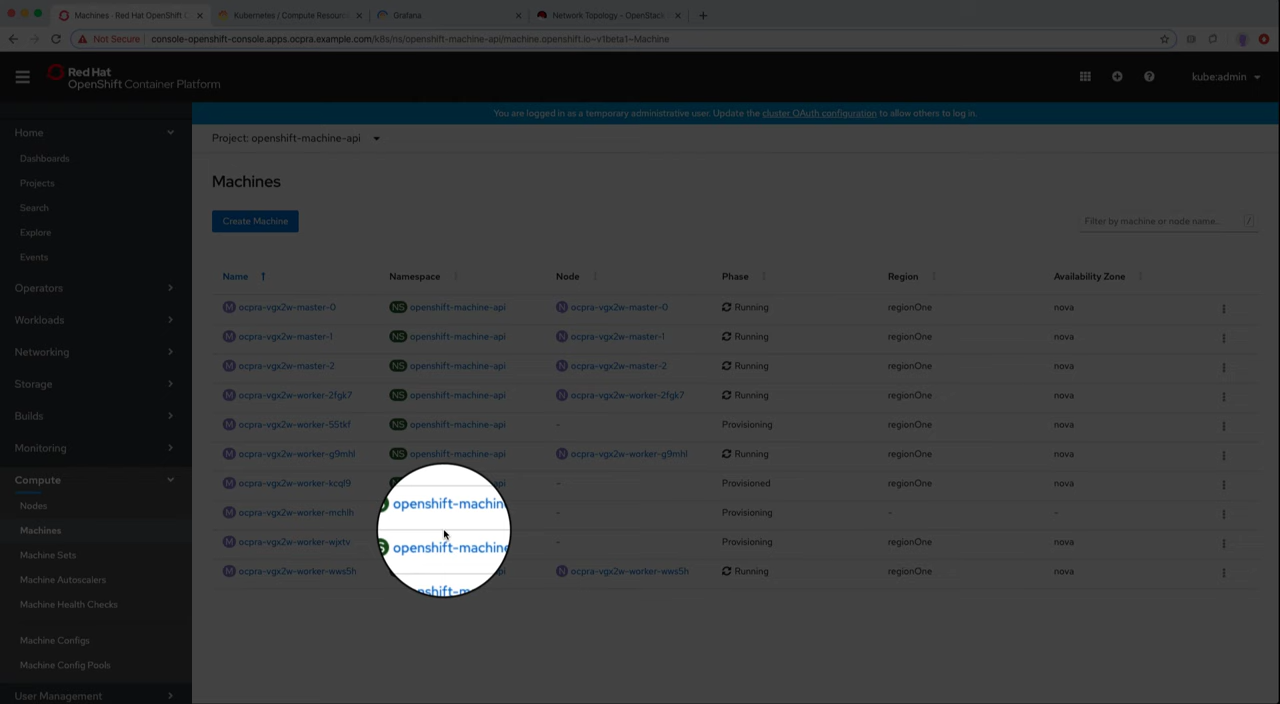 Machines · Red Hat OpenShift C
Kubernetes / Compute Resourc
Grafana
Network Topology - OpenStack
Not Secure
console-openshift-console.apps.ocpra.example.com/k8s/ns/openshift-machine-api/machine.openshift.io~v1beta1~Machine
Red Hat
OpenShift Container Platform
kube:admin
You are logged in as a temporary administrative user. Update the cluster OAuth configuration to allow others to log in.
Home
Dashboards
Projects
Search
Explore
Events
Operators
Workloads
Networking
Storage
Builds
Monitoring
Compute
Nodes
Machines
Machine Sets
Machine Autoscalers
Machine Health Checks
Machine Configs
Machine Config Pools
User Management
Project: openshift-machine-api
Machines
Create Machine
Filter by machine or node name... /
Name Namespace Node Phase Region Availability Zone
M ocpra-vgx2w-master-0 NS openshift-machine-api N ocpra-vgx2w-master-0 Running regionOne nova
M ocpra-vgx2w-master-1 NS openshift-machine-api N ocpra-vgx2w-master-1 Running regionOne nova
M ocpra-vgx2w-master-2 NS openshift-machine-api N ocpra-vgx2w-master-2 Running regionOne nova
M ocpra-vgx2w-worker-2fgk7 NS openshift-machine-api N ocpra-vgx2w-worker-2fgk7 Running regionOne nova
M ocpra-vgx2w-worker-55tkf NS openshift-machine-api - Provisioning regionOne nova
M ocpra-vgx2w-worker-g9mhl NS openshift-machine-api N ocpra-vgx2w-worker-g9mhl Running regionOne nova
M ocpra-vgx2w-worker-kcql9 - Provisioned regionOne nova
M ocpra-vgx2w-worker-mchlh openshift-machin - Provisioning - -
M ocpra-vgx2w-worker-wjxtv openshift-machine - Provisioning regionOne nova
M ocpra-vgx2w-worker-wws5h N ocpra-vgx2w-worker-wws5h Running regionOne nova